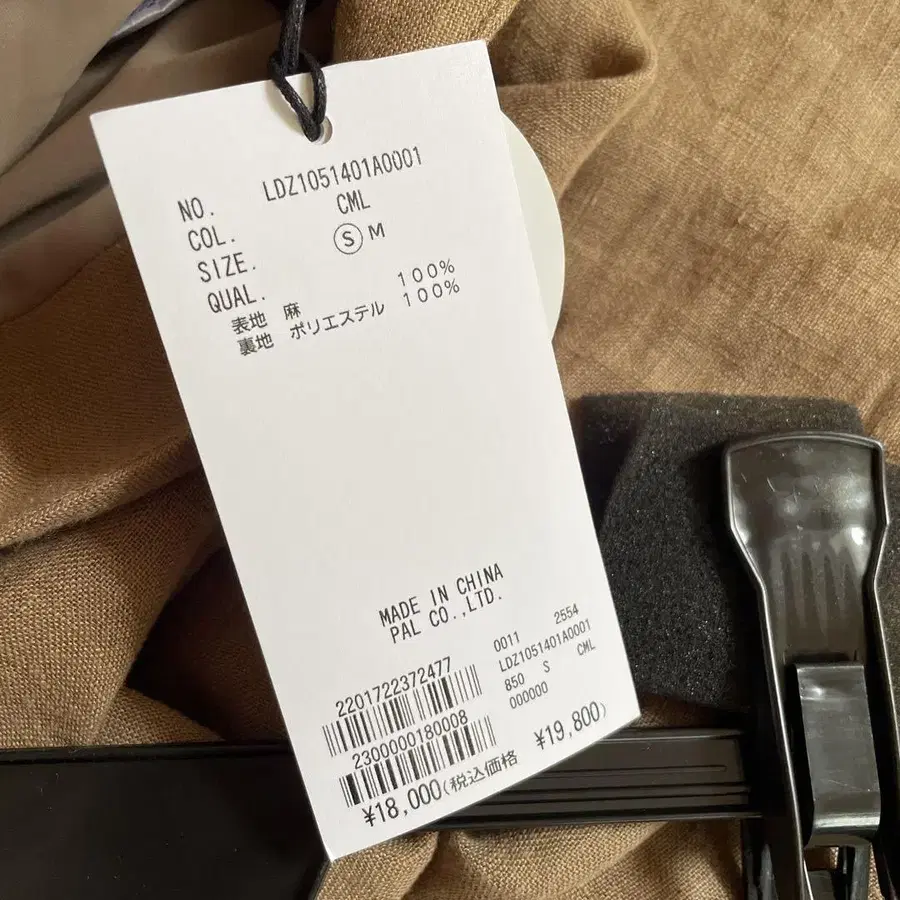 NO. LDZ1051401A0001
COL. CML
SIZE. S M
QUAL.
表地 麻 100%
裏地 ポリエステル 100%
MADE IN CHINA
PAL CO.,LTD.
2201722372477
2300000180008
0011 2554
LDZ1051401A0001
850 S CML
000000
¥18,000(税込価格 ¥19,800)